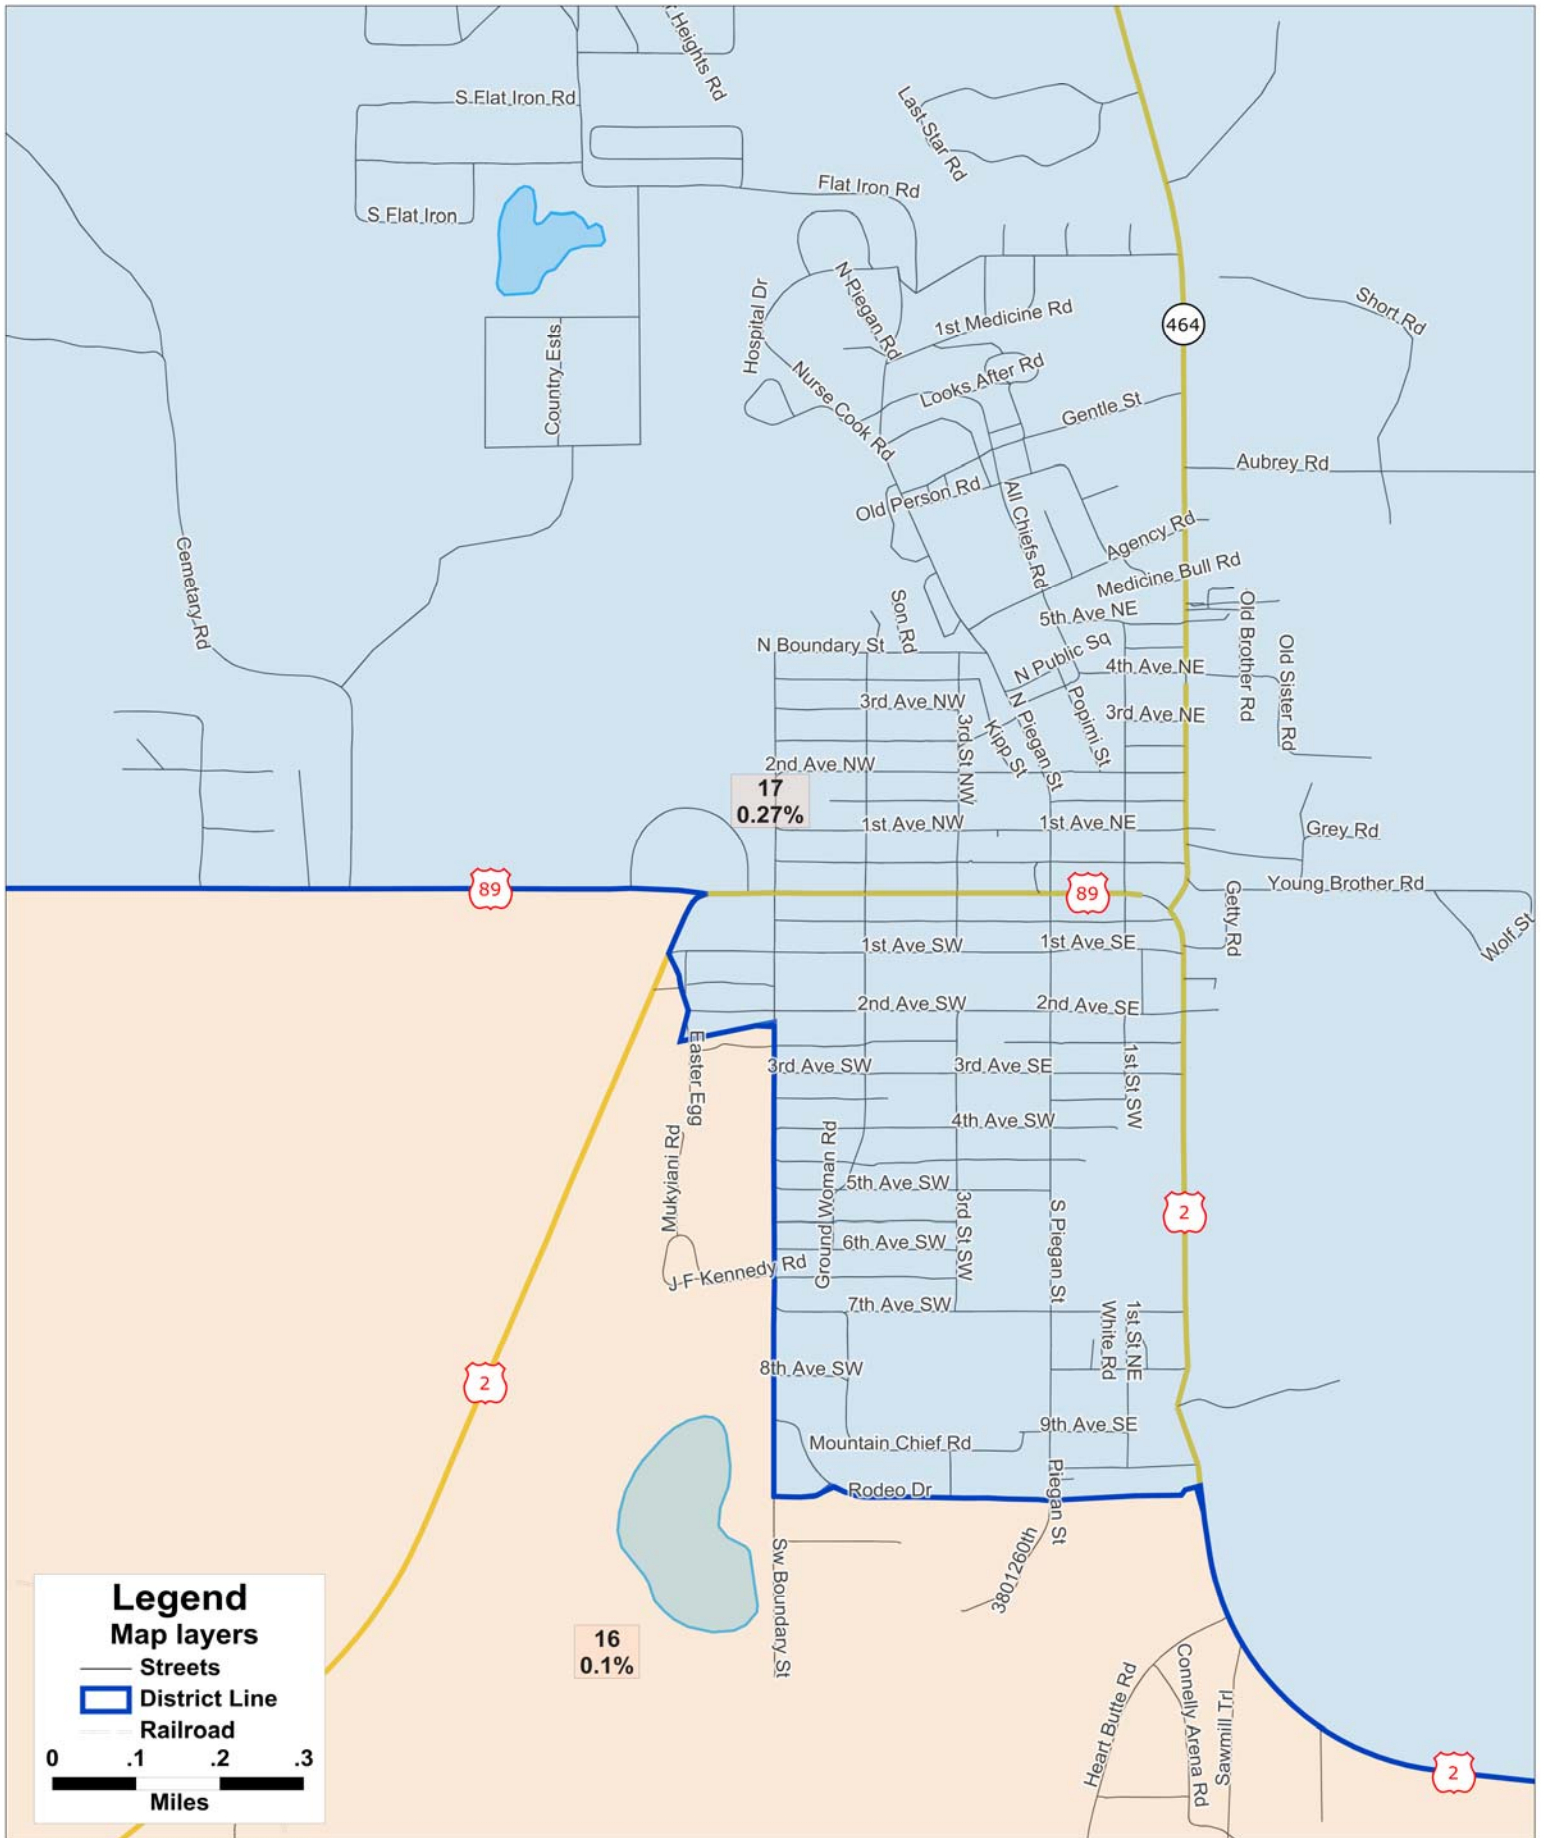 Heights Rd
S Flat Iron Rd
Last Star Rd
Flat Iron Rd
S Flat Iron
N Piegan Rd
Hospital Dr
Short Rd
1st Medicine Rd
464
Country Ests
Nurse Cook Rd
Looks After Rd
Gentle St
Aubrey Rd
Old Person Rd
All Chiefs Rd
Agency Rd
Cemetary Rd
Medicine Bull Rd
Son Rd
5th Ave NE
Old Brother Rd
N Boundary St
N Public Sq
Old Sister Rd
4th Ave NE
3rd Ave NW
N Piegan St
Popimi St
3rd Ave NE
3rd St NW
Kipp St
2nd Ave NW
17
0.27%
1st Ave NW
1st Ave NE
Grey Rd
89
89
Young Brother Rd
Getty Rd
Wolf St
1st Ave SW
1st Ave SE
2nd Ave SW
2nd Ave SE
Easter Egg
3rd Ave SW
3rd Ave SE
1st St SW
4th Ave SW
Mukyiani Rd
Ground Woman Rd
5th Ave SW
3rd St SW
S Piegan St
2
6th Ave SW
J F Kennedy Rd
7th Ave SW
White Rd
1st St NE
8th Ave SW
2
9th Ave SE
Mountain Chief Rd
Piegan St
Rodeo Dr
Sw Boundary St
3801260th
16
0.1%
Heart Butte Rd
Connelly Arena Rd
Sawmill Trl
2
Legend
Map layers
Streets
District Line
Railroad
0 .1 .2 .3
Miles